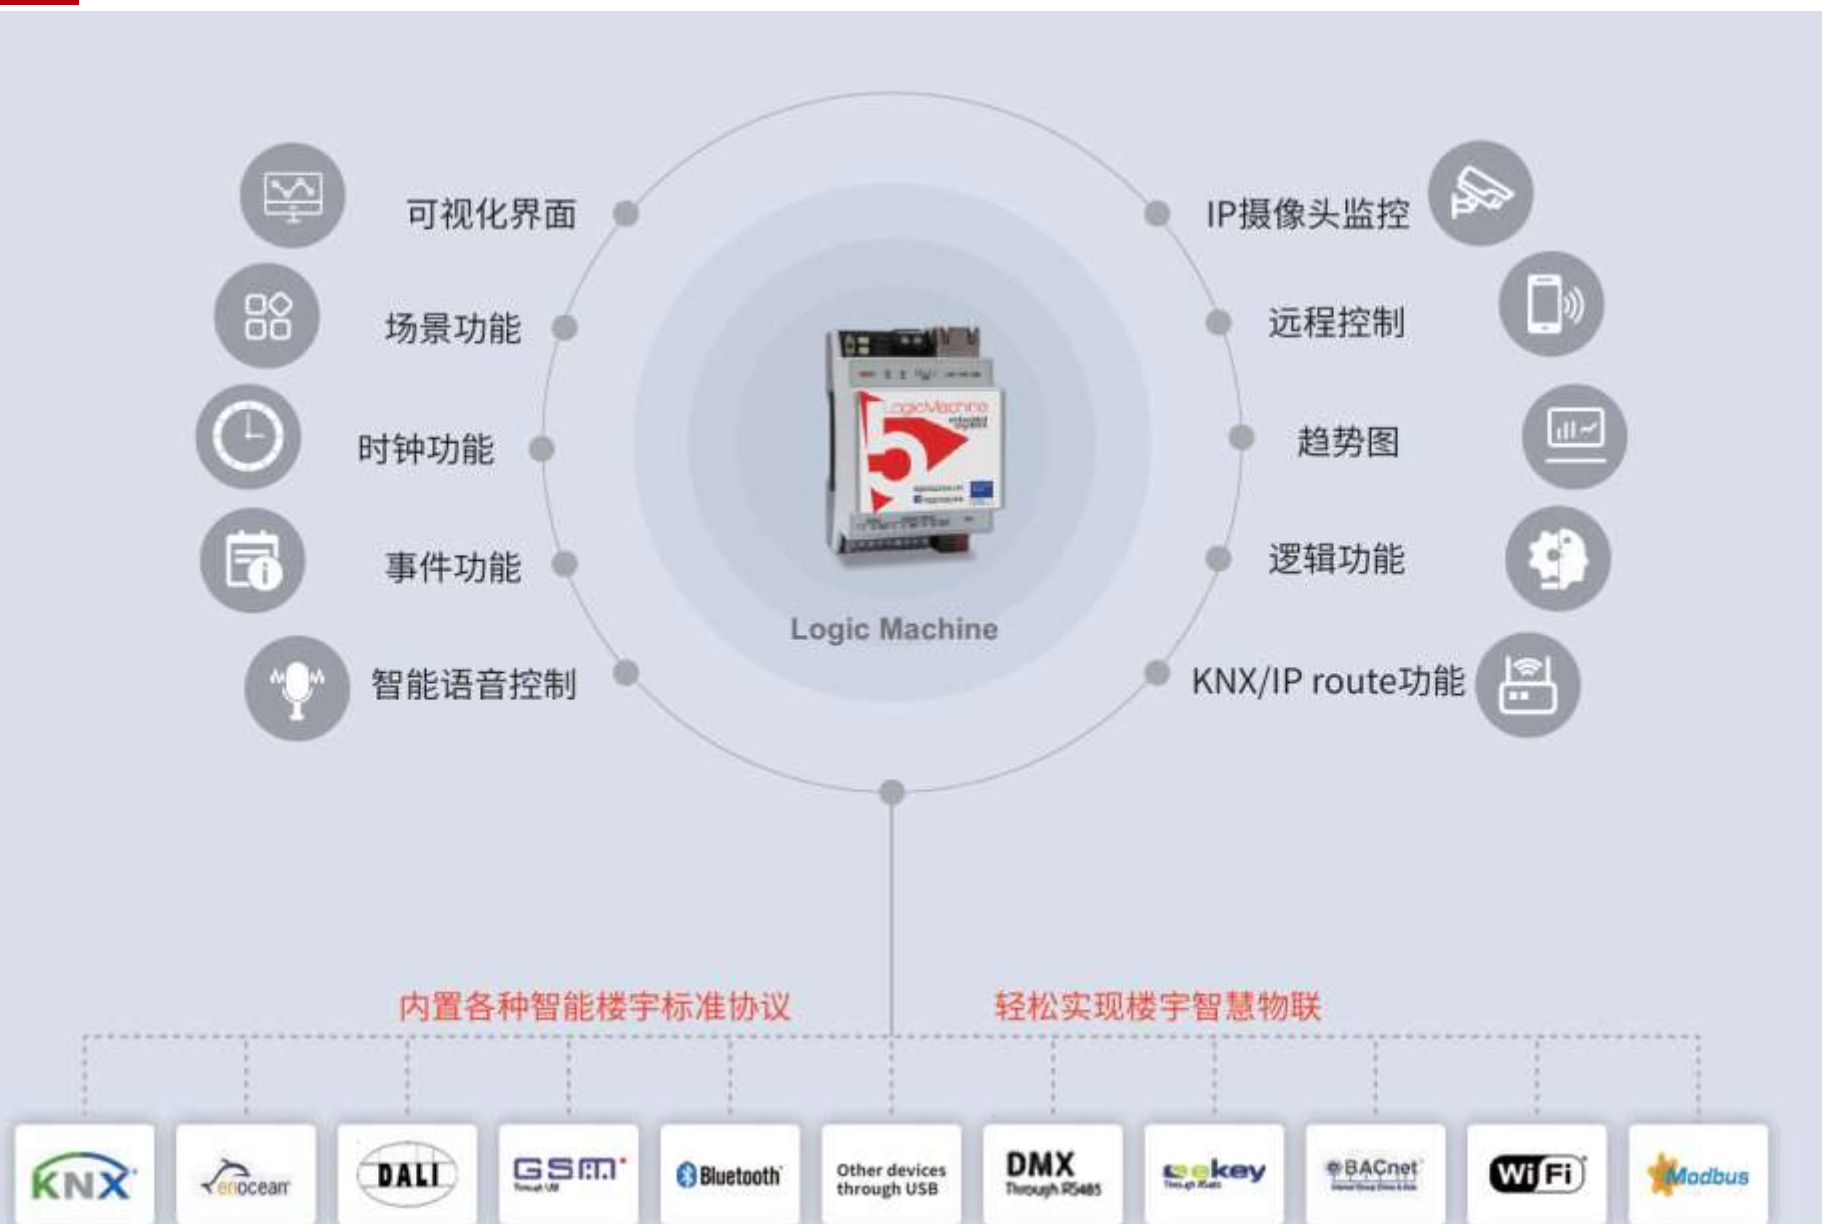 可视化界面
场景功能
时钟功能
事件功能
智能语音控制
IP摄像头监控
远程控制
趋势图
逻辑功能
KNX/IP route功能
LogicMachine
5
Logic Machine
内置各种智能楼宇标准协议
轻松实现楼宇智慧物联
KNX
enocean
DALI
GSM
Bluetooth
Other devices
through USB
DMX
Through RS485
ekey
Through RS485
BACnet
WiFi
Modbus